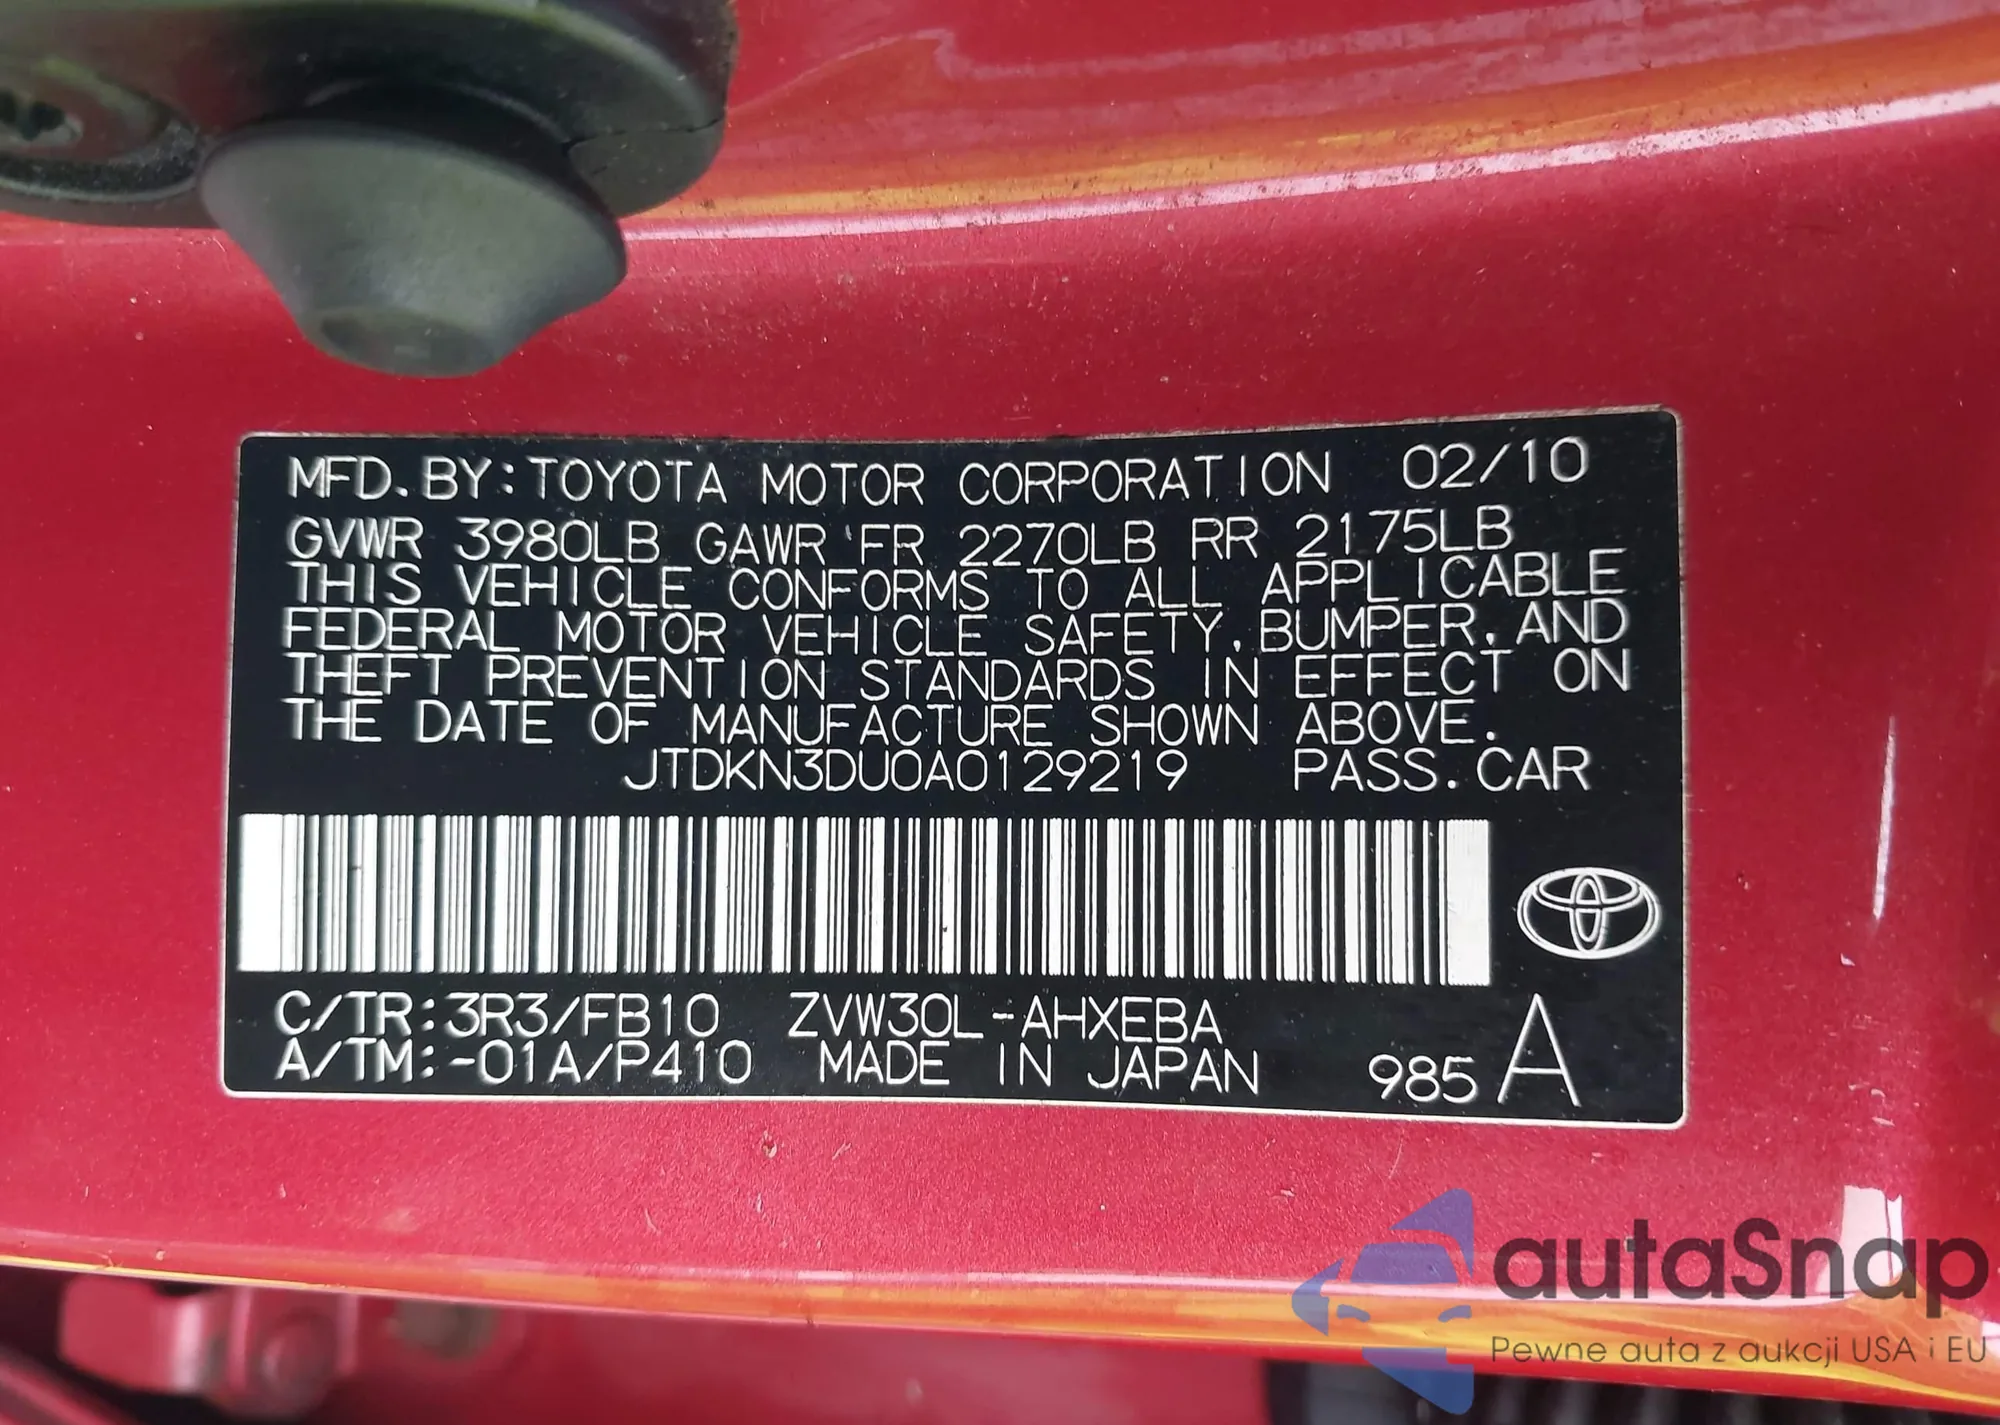 MFD. BY: TOYOTA MOTOR CORPORATION 02/10
GVWR 3980LB GAWR FR 2270LB RR 2175LB
THIS VEHICLE CONFORMS TO ALL APPLICABLE
FEDERAL MOTOR VEHICLE SAFETY, BUMPER, AND
THEFT PREVENTION STANDARDS IN EFFECT ON
THE DATE OF MANUFACTURE SHOWN ABOVE.
JTDKN3DU0A0129219 PASS. CAR
C/TR: 3R3/FB10 ZVW30L-AHXEBA
A/TM: -01A/P410 MADE IN JAPAN 985 A
autaSnap
Pewne auta z aukcji USA i EU